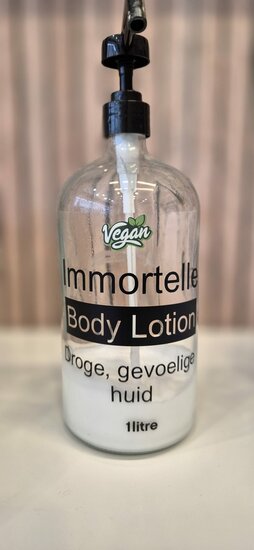 Vegan
Immortelle
Body Lotion
Droge, gevoelige
huid
1litre